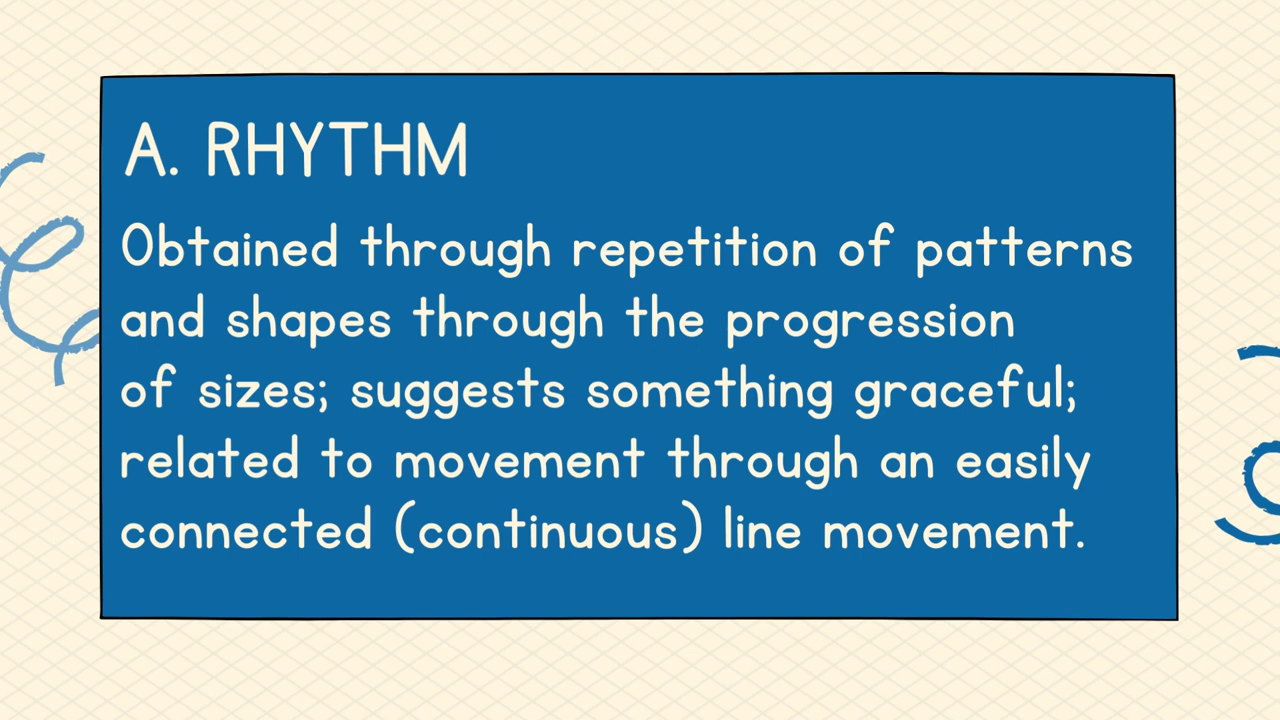 A. RHYTHM
Obtained through repetition of patterns
and shapes through the progression
of sizes; suggests something graceful;
related to movement through an easily
connected (continuous) line movement.